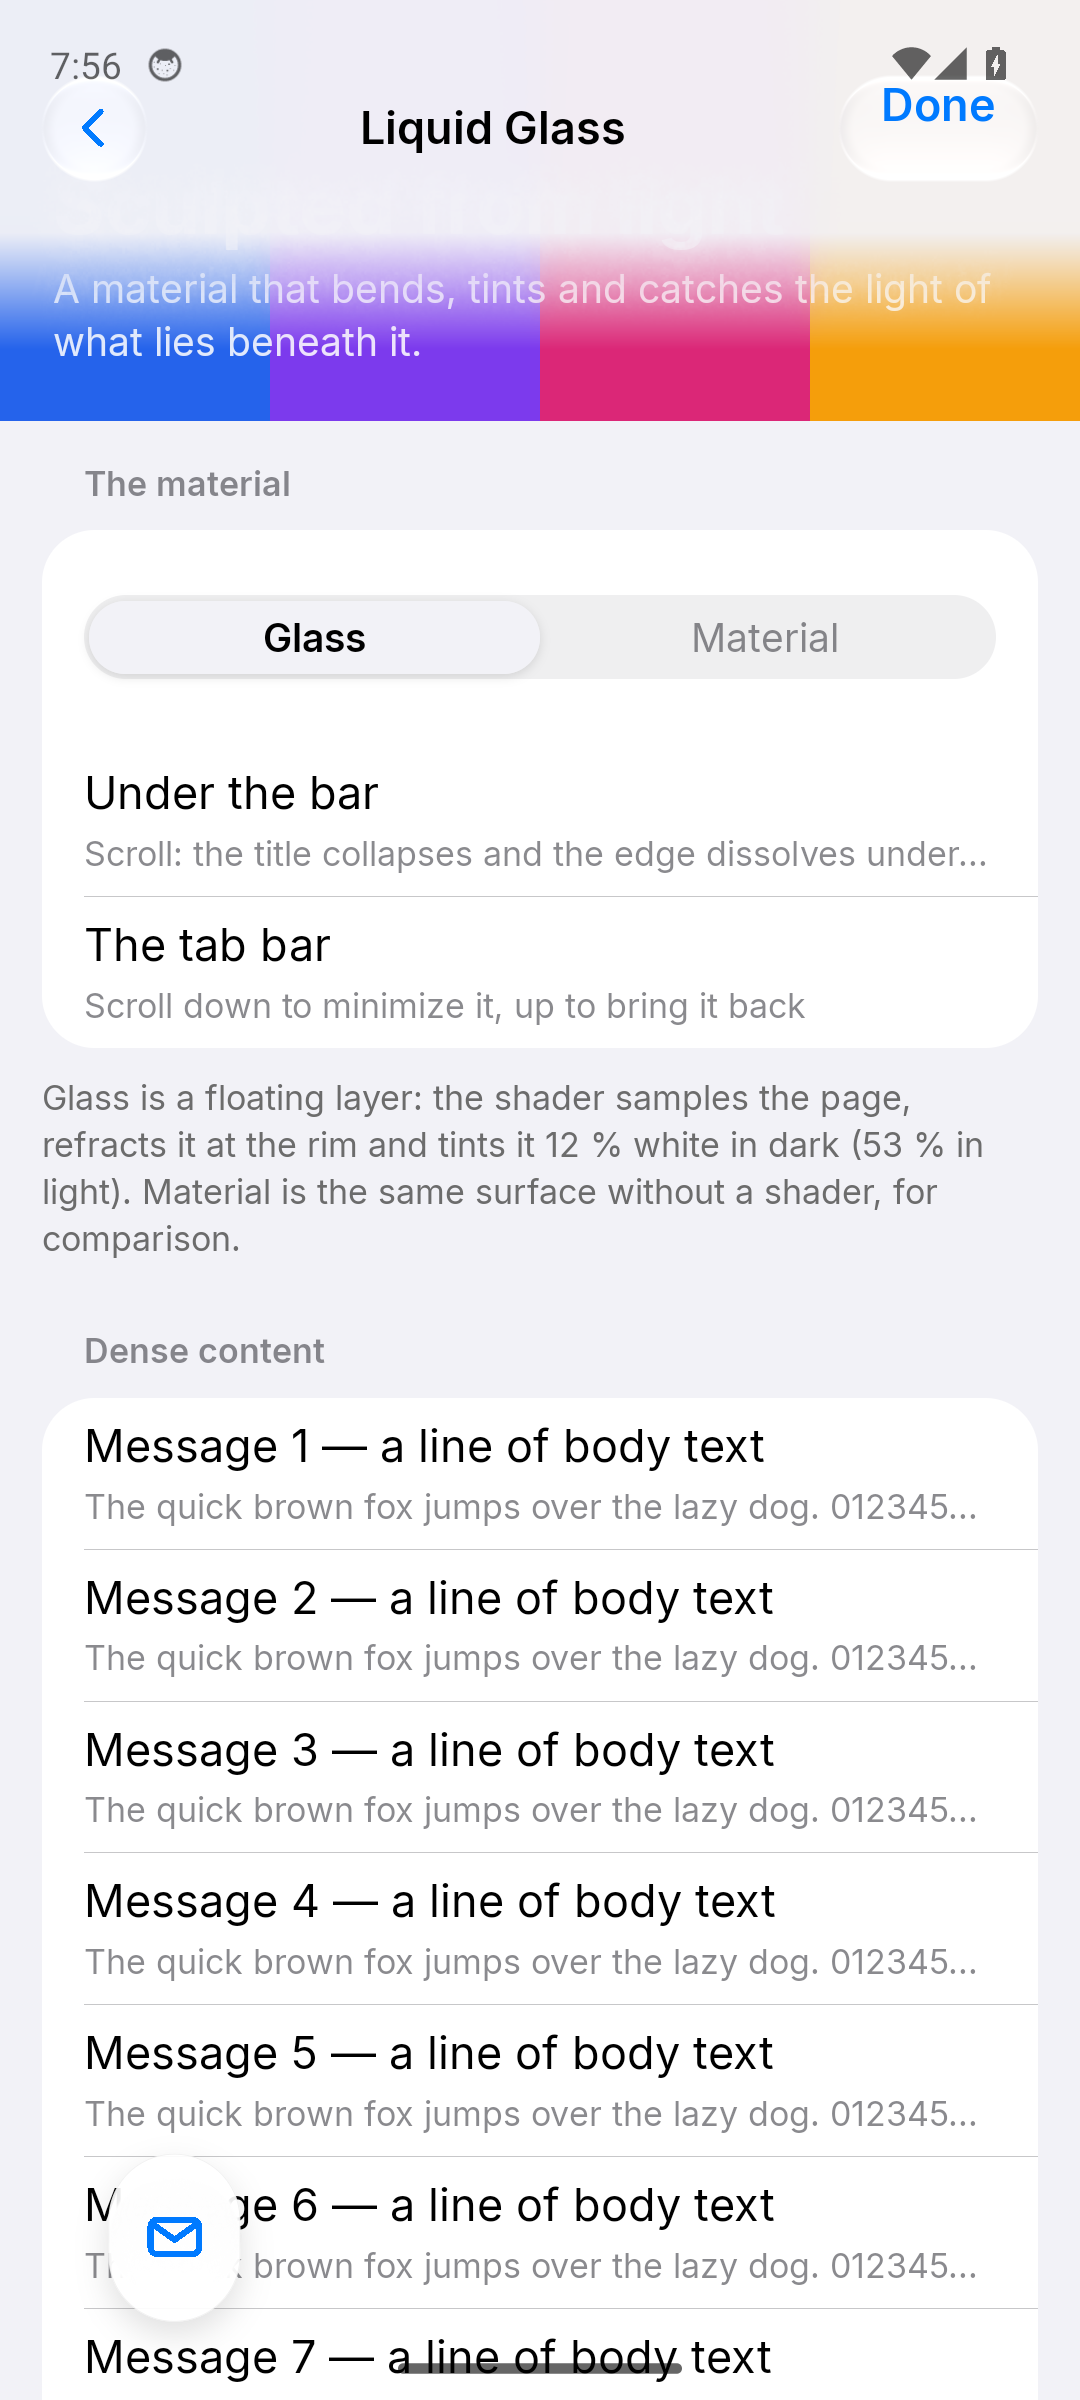 7:56
Done
Liquid Glass
Sculpted from light
A material that bends, tints and catches the light of
what lies beneath it.
The material
Glass
Material
Under the bar
Scroll: the title collapses and the edge dissolves under...
The tab bar
Scroll down to minimize it, up to bring it back
Glass is a floating layer: the shader samples the page,
refracts it at the rim and tints it 12 % white in dark (53 % in
light). Material is the same surface without a shader, for
comparison.
Dense content
Message 1 — a line of body text
The quick brown fox jumps over the lazy dog. 012345...
Message 2 — a line of body text
The quick brown fox jumps over the lazy dog. 012345...
Message 3 — a line of body text
The quick brown fox jumps over the lazy dog. 012345...
Message 4 — a line of body text
The quick brown fox jumps over the lazy dog. 012345...
Message 5 — a line of body text
The quick brown fox jumps over the lazy dog. 012345...
6 — a line of body text
brown fox jumps over the lazy dog. 012345...
Message 7 — a line of body text